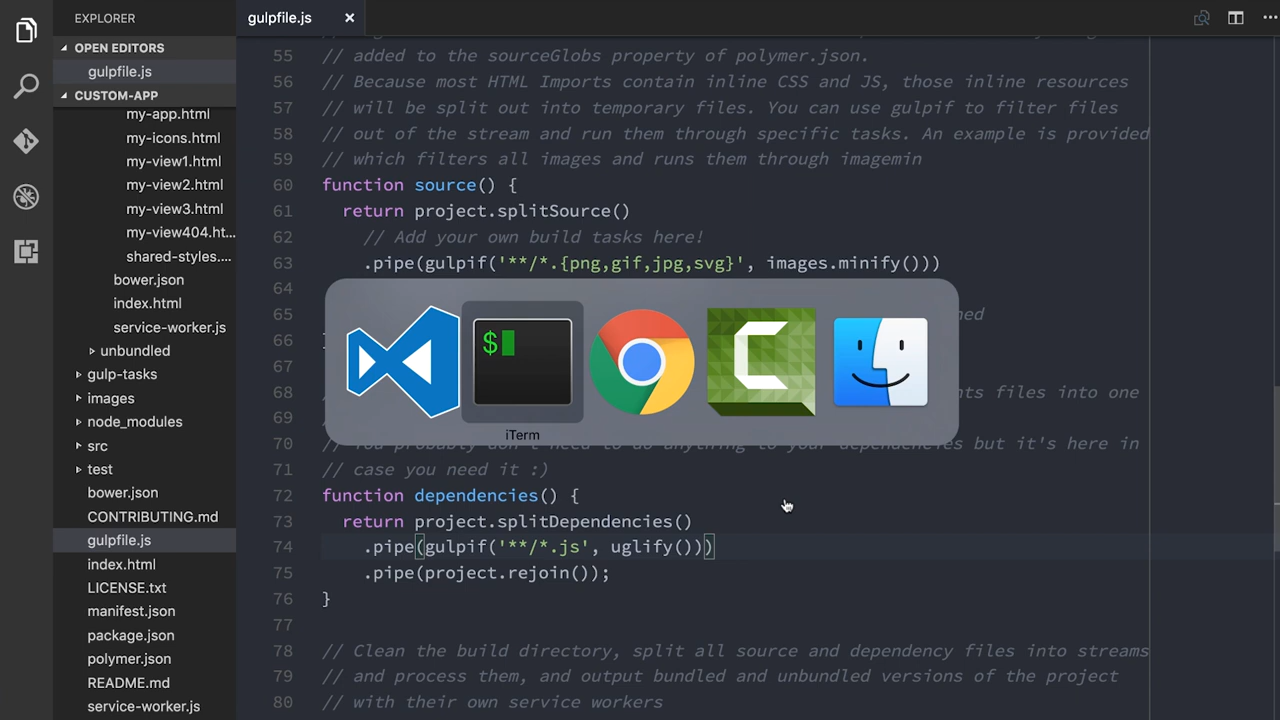 EXPLORER
OPEN EDITORS
gulpfile.js
CUSTOM-APP
my-app.html
my-icons.html
my-view1.html
my-view2.html
my-view3.html
my-view404.ht...
shared-styles....
bower.json
index.html
service-worker.js
unbundled
gulp-tasks
images
node_modules
src
test
bower.json
CONTRIBUTING.md
gulpfile.js
index.html
LICENSE.txt
manifest.json
package.json
polymer.json
README.md
service-worker.js
gulpfile.js
55 // added to the sourceGlobs property of polymer.json.
56 // Because most HTML Imports contain inline CSS and JS, those inline resources
57 // will be split out into temporary files. You can use gulpif to filter files
58 // out of the stream and run them through specific tasks. An example is provided
59 // which filters all images and runs them through imagemin
60 function source() {
61 return project.splitSource()
62 // Add your own build tasks here!
63 .pipe(gulpif('**/*.{png,gif,jpg,svg}', images.minify()))
64
65
66
67
68 // files into one
69
70 // You probably don't need to do anything to your dependencies but it's here in
71 // case you need it :)
72 function dependencies() {
73 return project.splitDependencies()
74 .pipe(gulpif('**/*.js', uglify()))
75 .pipe(project.rejoin());
76 }
77
78 // Clean the build directory, split all source and dependency files into streams
79 // and process them, and output bundled and unbundled versions of the project
80 // with their own service workers
$
iTerm